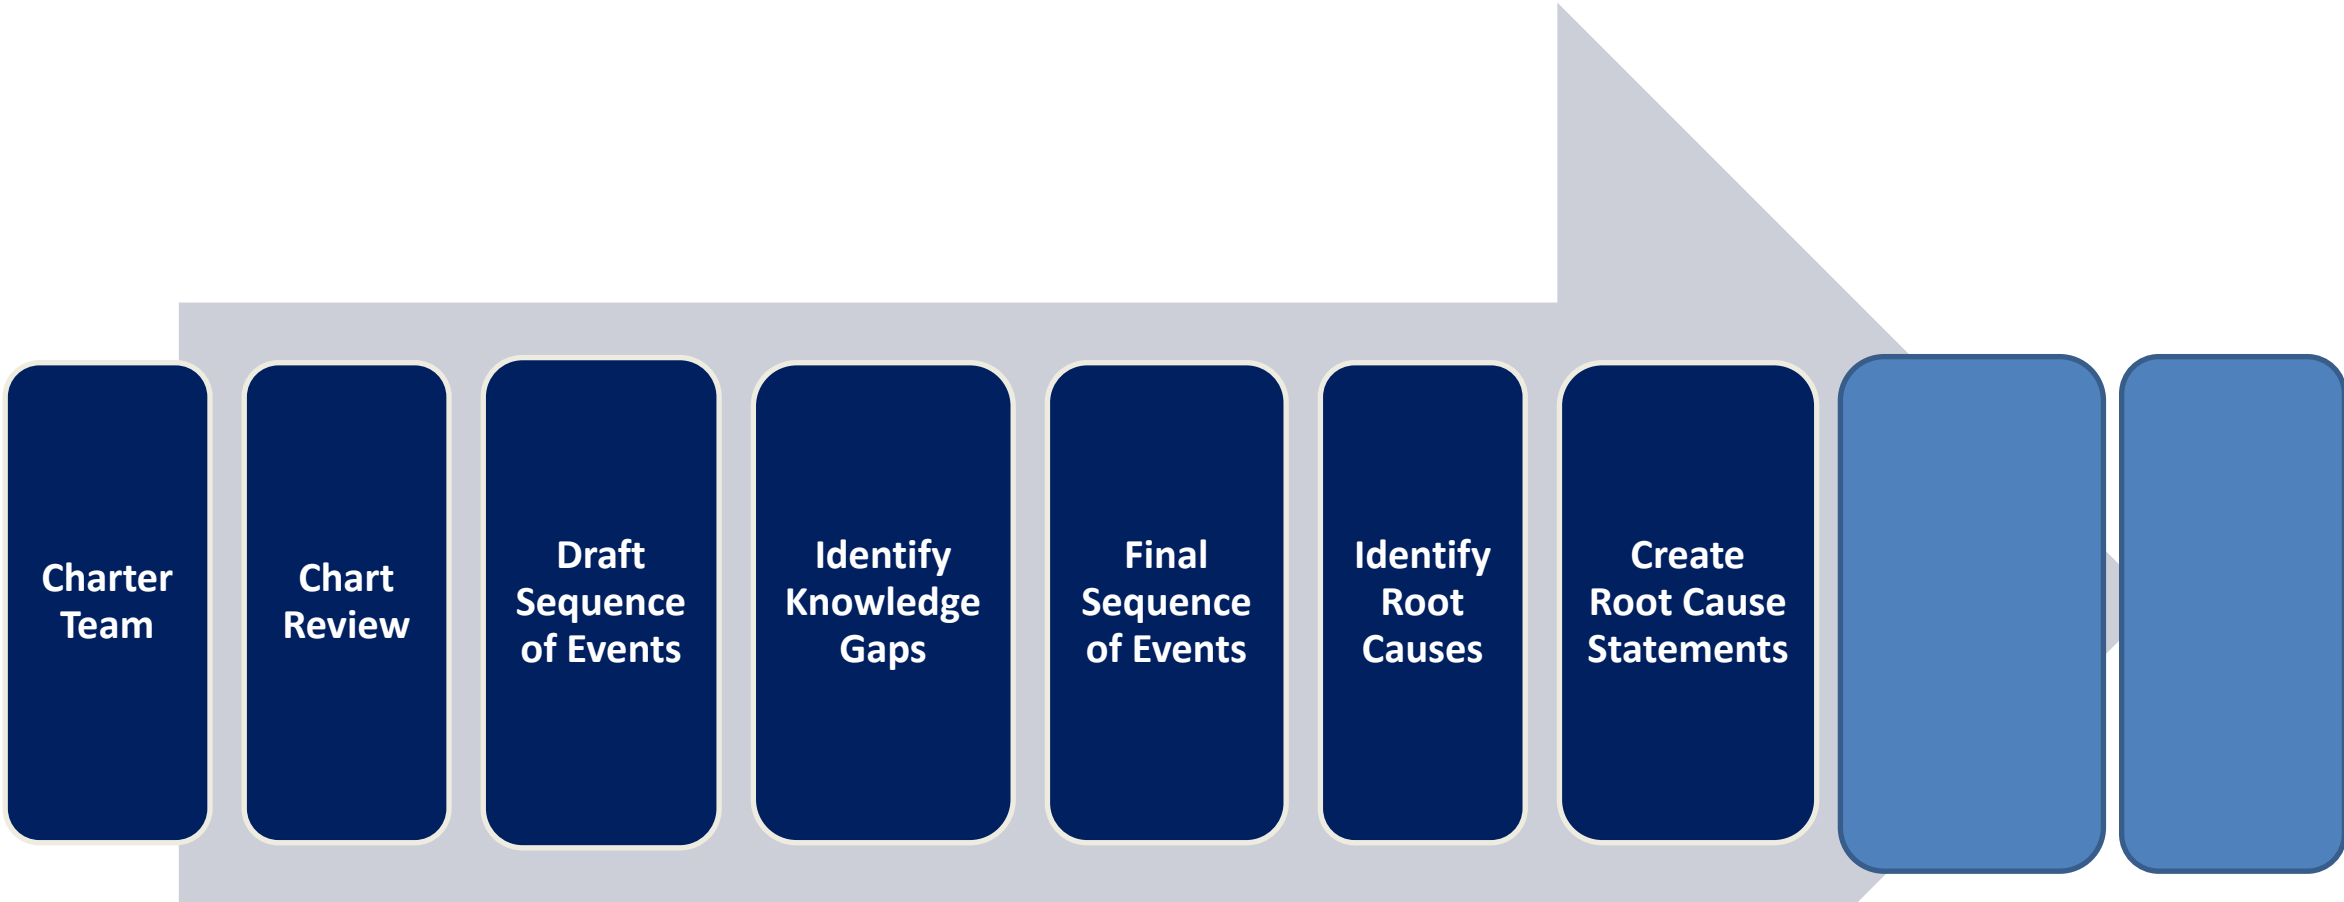 Charter
Team
Chart
Review
Draft
Sequence
of Events
Identify
Knowledge
Gaps
Final
Sequence
of Events
Identify
Root
Causes
Create
Root Cause
Statements